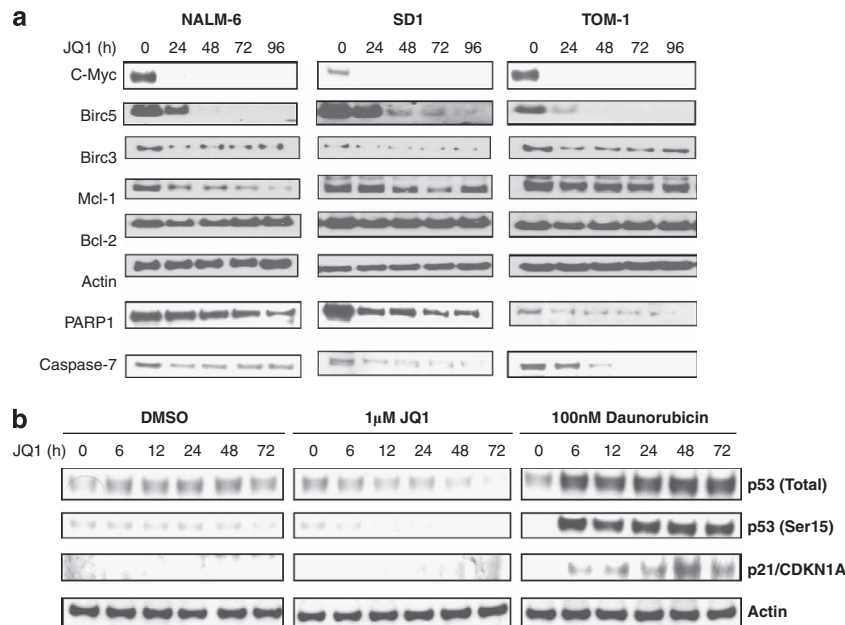 a
NALM-6 SD1 TOM-1
JQ1 (h) 0 24 48 72 96 0 24 48 72 96 0 24 48 72 96
C-Myc
Birc5
Birc3
Mcl-1
Bcl-2
Actin
PARP1
Caspase-7
b
DMSO 1μM JQ1 100nM Daunorubicin
JQ1 (h) 0 6 12 24 48 72 0 6 12 24 48 72 0 6 12 24 48 72
p53 (Total)
p53 (Ser15)
p21/CDKN1A
Actin